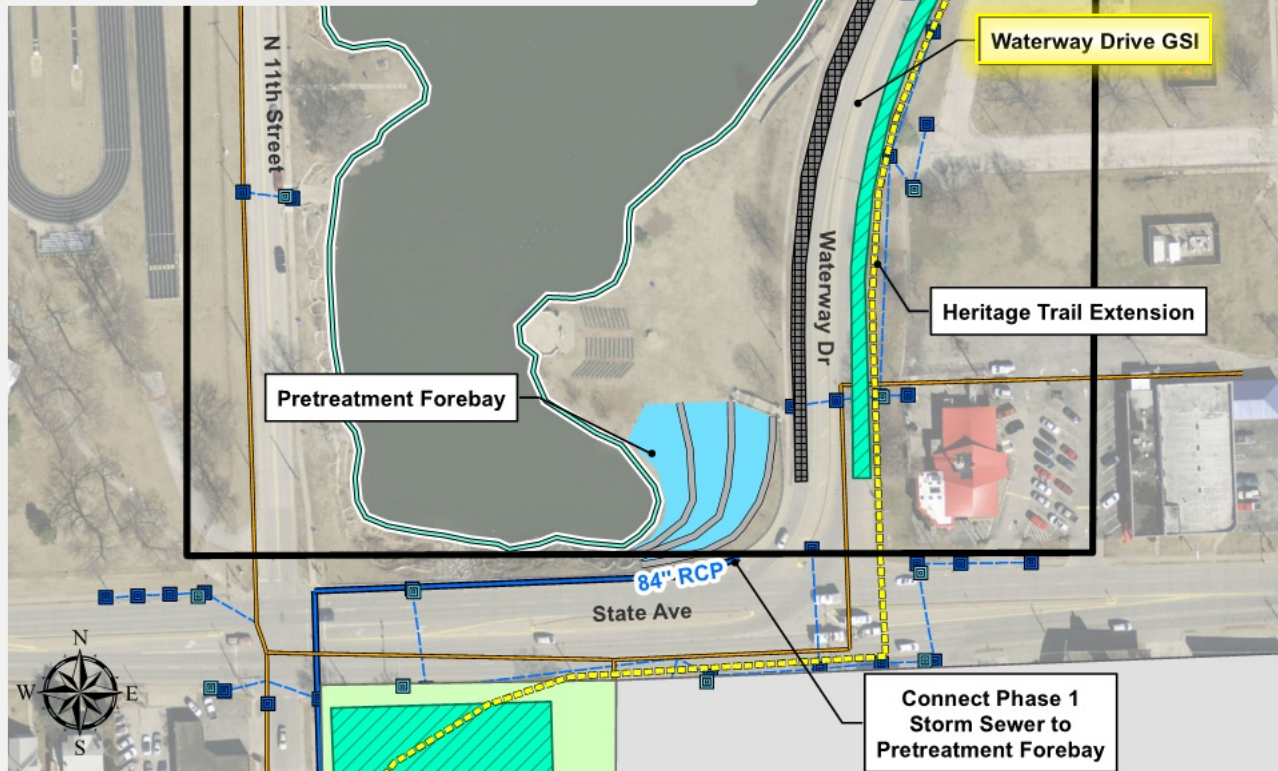 Waterway Drive GSI
N 11th Street
Waterway Dr
Heritage Trail Extension
Pretreatment Forebay
84" RCP
State Ave
N
W E
S
Connect Phase 1
Storm Sewer to
Pretreatment Forebay